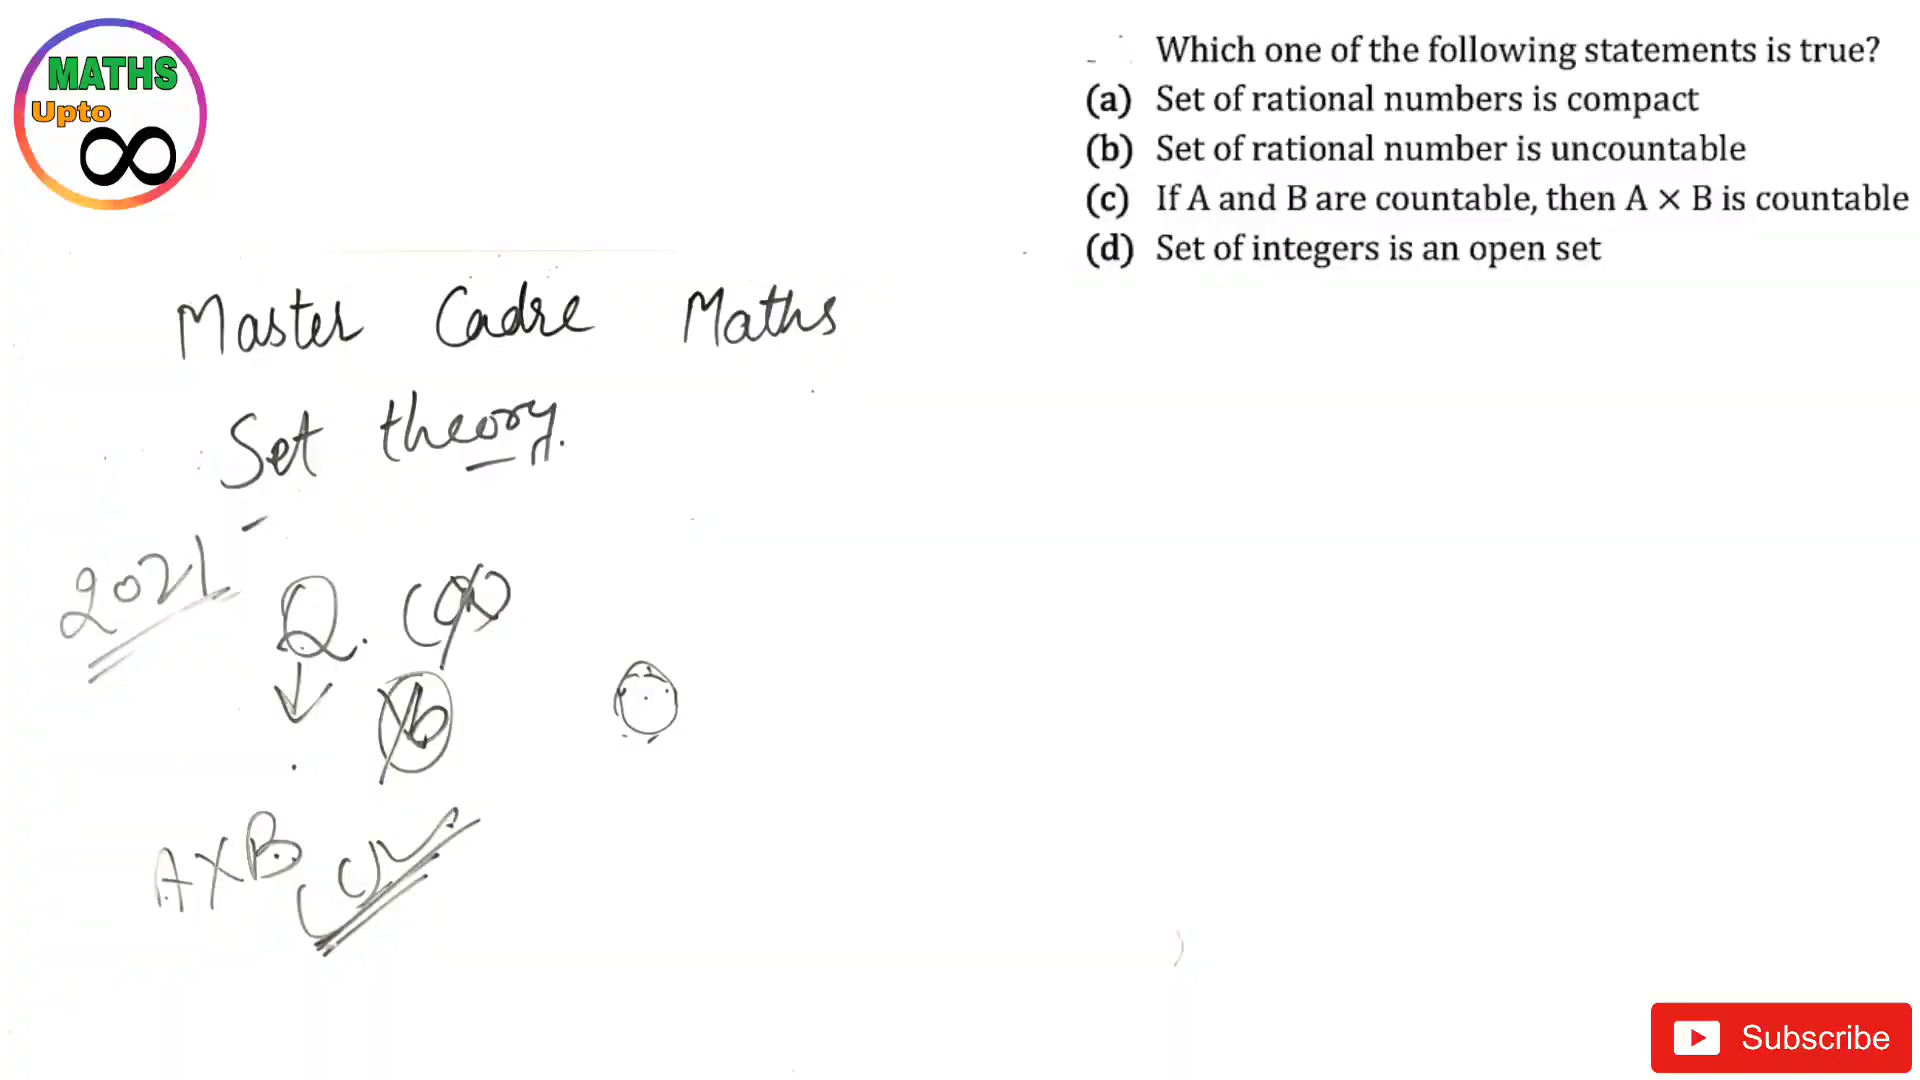 MATHS
Upto
∞
Which one of the following statements is true?
(a) Set of rational numbers is compact
(b) Set of rational number is uncountable
(c) If A and B are countable, then A × B is countable
(d) Set of integers is an open set
Master Cadre Maths
Set theory.
2021
Q. (a)
b
A×B
Subscribe